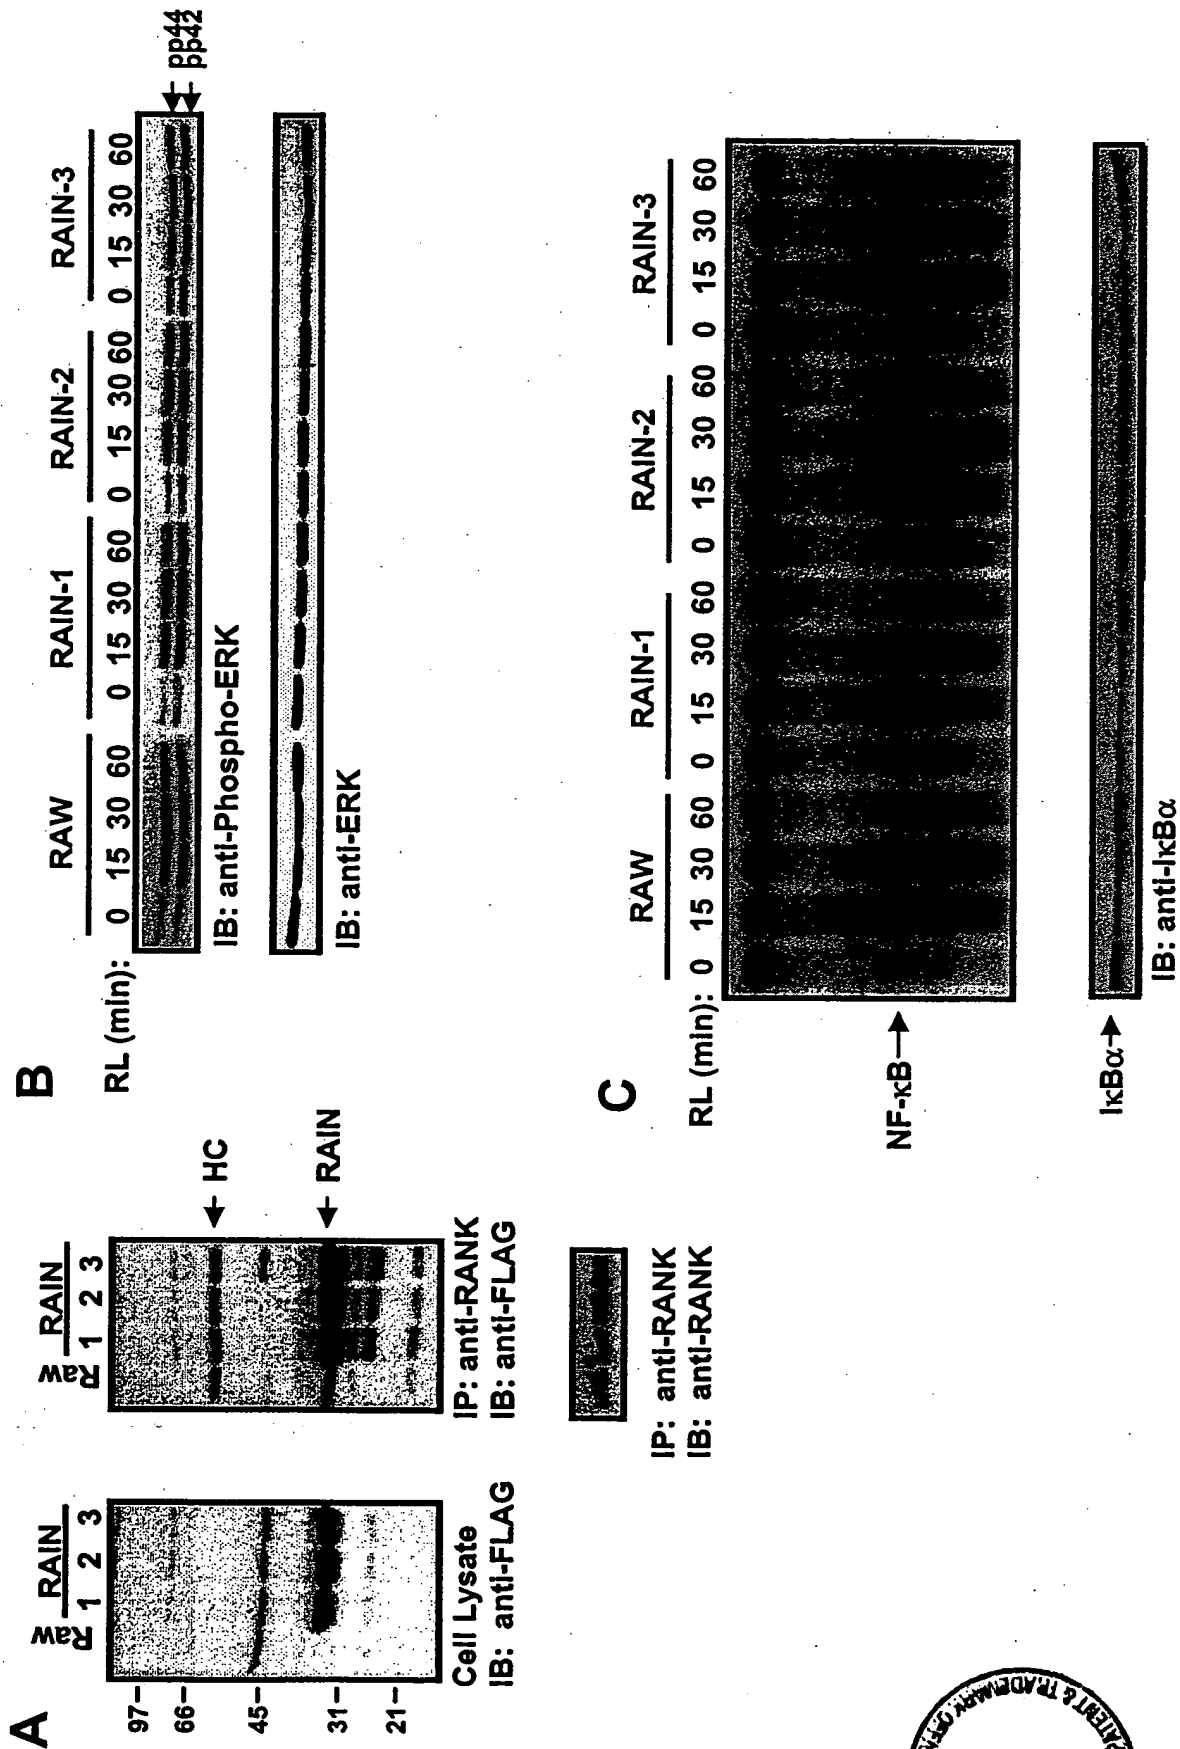 A
Raw RAIN
1 2 3
97-
66-
45-
31-
21-
Cell Lysate
IB: anti-FLAG
Raw RAIN
1 2 3
HC
RAIN
IP: anti-RANK
IB: anti-FLAG
IP: anti-RANK
IB: anti-RANK
B
RAW RAIN-1 RAIN-2 RAIN-3
RL (min): 0 15 30 60 0 15 30 60 0 15 30 60 0 15 30 60
pp44
pp42
IB: anti-Phospho-ERK
IB: anti-ERK
C
RAW RAIN-1 RAIN-2 RAIN-3
RL (min): 0 15 30 60 0 15 30 60 0 15 30 60 0 15 30 60
NF-κB
IκBα
IB: anti-IκBα
PATENT & TRADEMARK